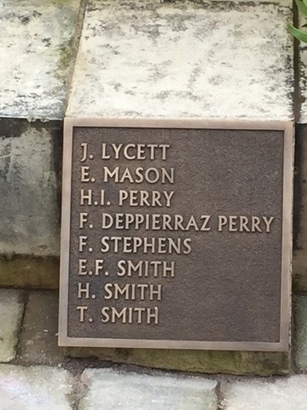 J. LYCETT
E. MASON
H.I. PERRY
F. DEPPIERRAZ PERRY
F. STEPHENS
E.F. SMITH
H. SMITH
T. SMITH